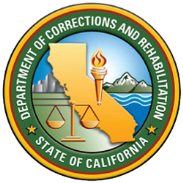 DEPARTMENT OF CORRECTIONS AND REHABILITATION
STATE OF CALIFORNIA